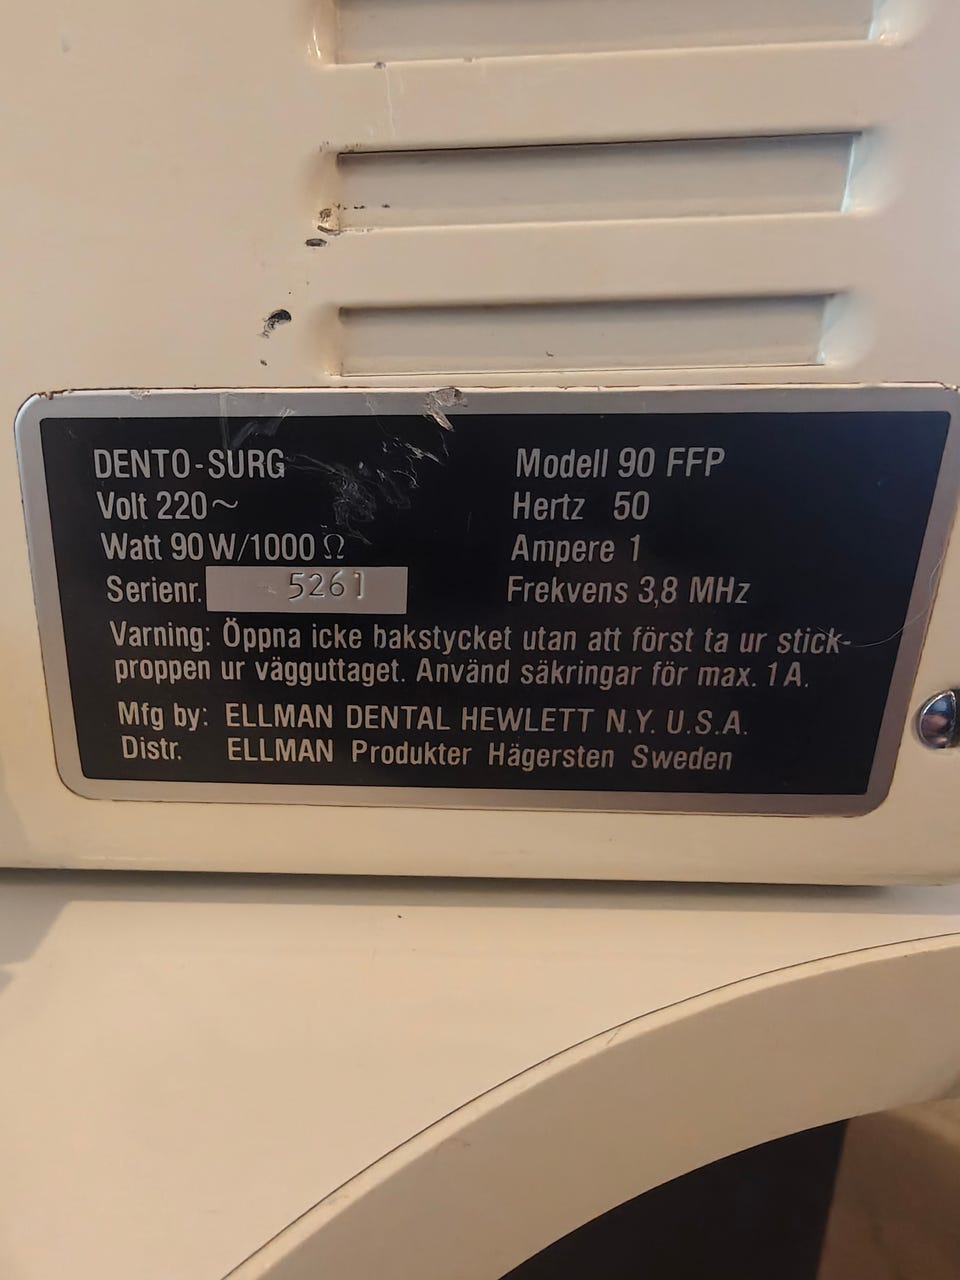 DENTO-SURG Modell 90 FFP
Volt 220~ Hertz 50
Watt 90 W/1000 Ω Ampere 1
Serienr. 5261 Frekvens 3,8 MHz
Varning: Öppna icke bakstycket utan att först ta ur stick-
proppen ur vägguttaget. Använd säkringar för max. 1 A.
Mfg by: ELLMAN DENTAL HEWLETT N.Y. U.S.A.
Distr. ELLMAN Produkter Hägersten Sweden